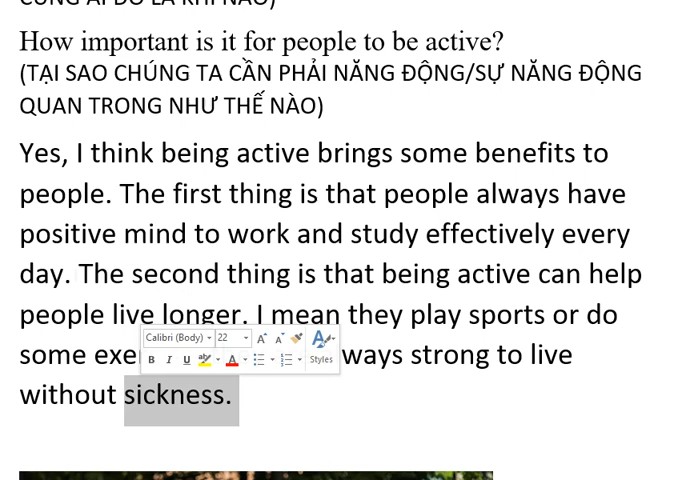 How important is it for people to be active?
(TẠI SAO CHÚNG TA CẦN PHẢI NĂNG ĐỘNG/SỰ NĂNG ĐỘNG
QUAN TRONG NHƯ THẾ NÀO)
Yes, I think being active brings some benefits to
people. The first thing is that people always have
positive mind to work and study effectively every
day. The second thing is that being active can help
people live longer. I mean they play sports or do
some exe
Calibri (Body) 22
B I U A Styles
ways strong to live
without sickness.